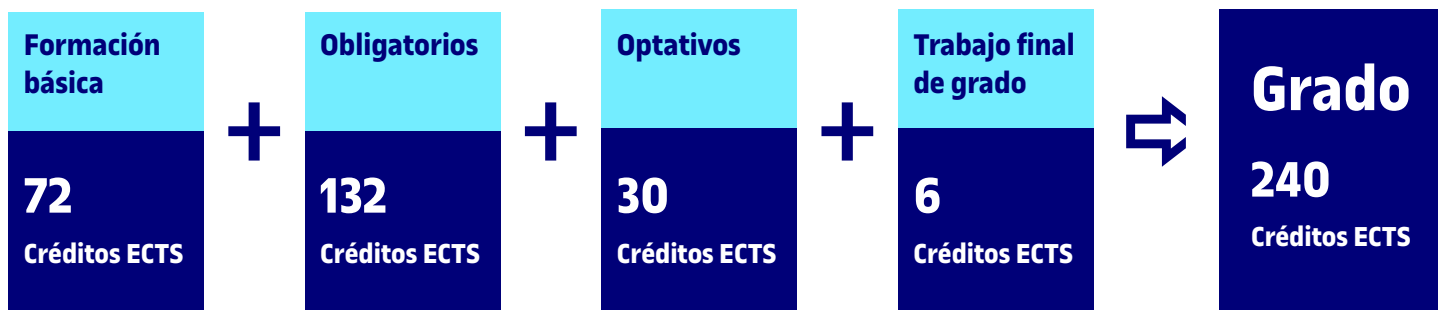 Formación
básica
72
Créditos ECTS
+
Obligatorios
132
Créditos ECTS
+
Optativos
30
Créditos ECTS
+
Trabajo final
de grado
6
Créditos ECTS
Grado
240
Créditos ECTS